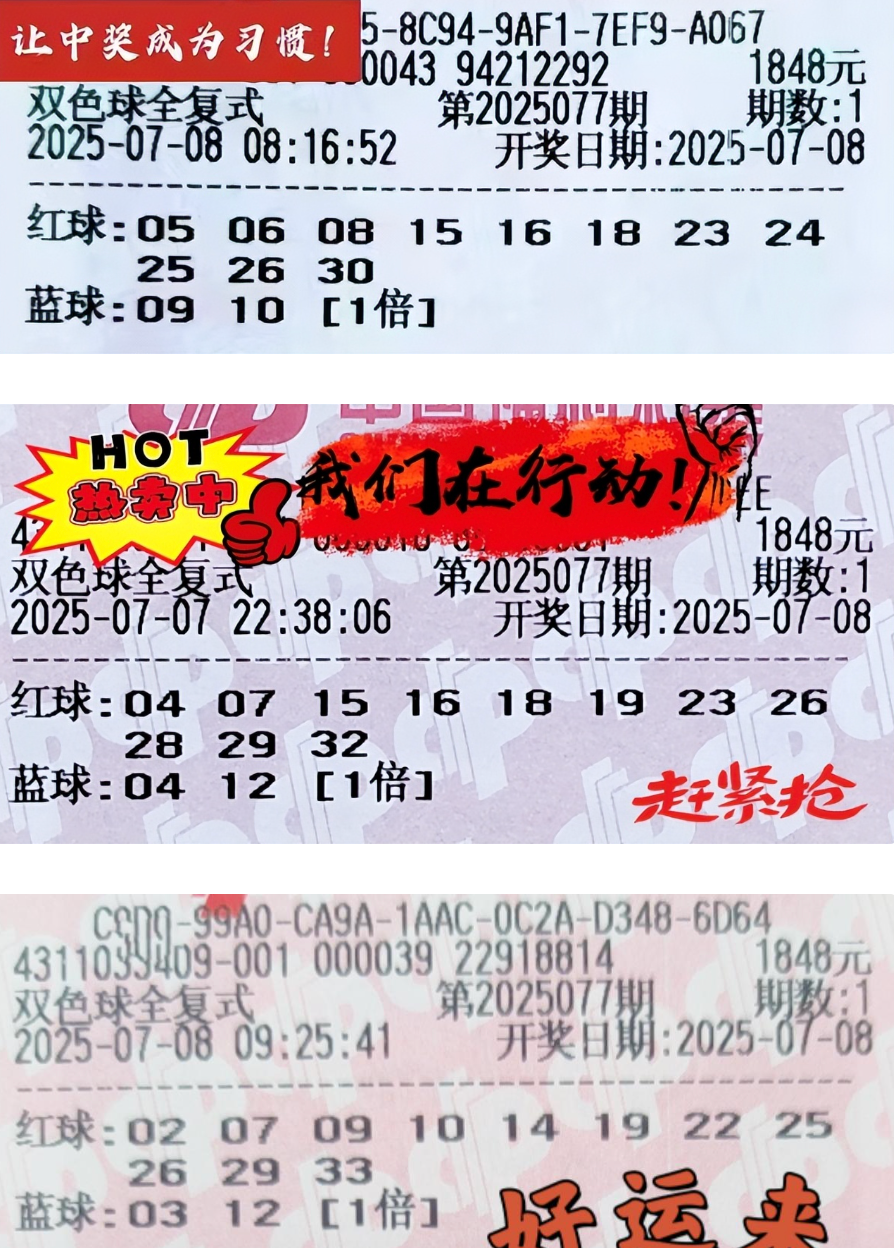 让中奖成为习惯!
5-8C94-9AF1-7EF9-A067
0043 94212292 1848元
双色球全复式 第2025077期 期数:1
2025-07-08 08:16:52 开奖日期:2025-07-08
红球:05 06 08 15 16 18 23 24
25 26 30
蓝球:09 10 [1倍]
HOT
热卖中
我们在行动!
EE
1848元
双色球全复式 第2025077期 期数:1
2025-07-07 22:38:06 开奖日期:2025-07-08
红球:04 07 15 16 18 19 23 26
28 29 32
蓝球:04 12 [1倍]
赶紧抢
-99A0-CA9A-1AAC-0C2A-D348-6D64
4311039409-001 000039 22918814 1848元
双色球全复式 第2025077期 期数:1
2025-07-08 09:25:41 开奖日期:2025-07-08
红球:02 07 09 10 14 19 22 25
26 29 33
蓝球:03 12 [1倍]
好运来